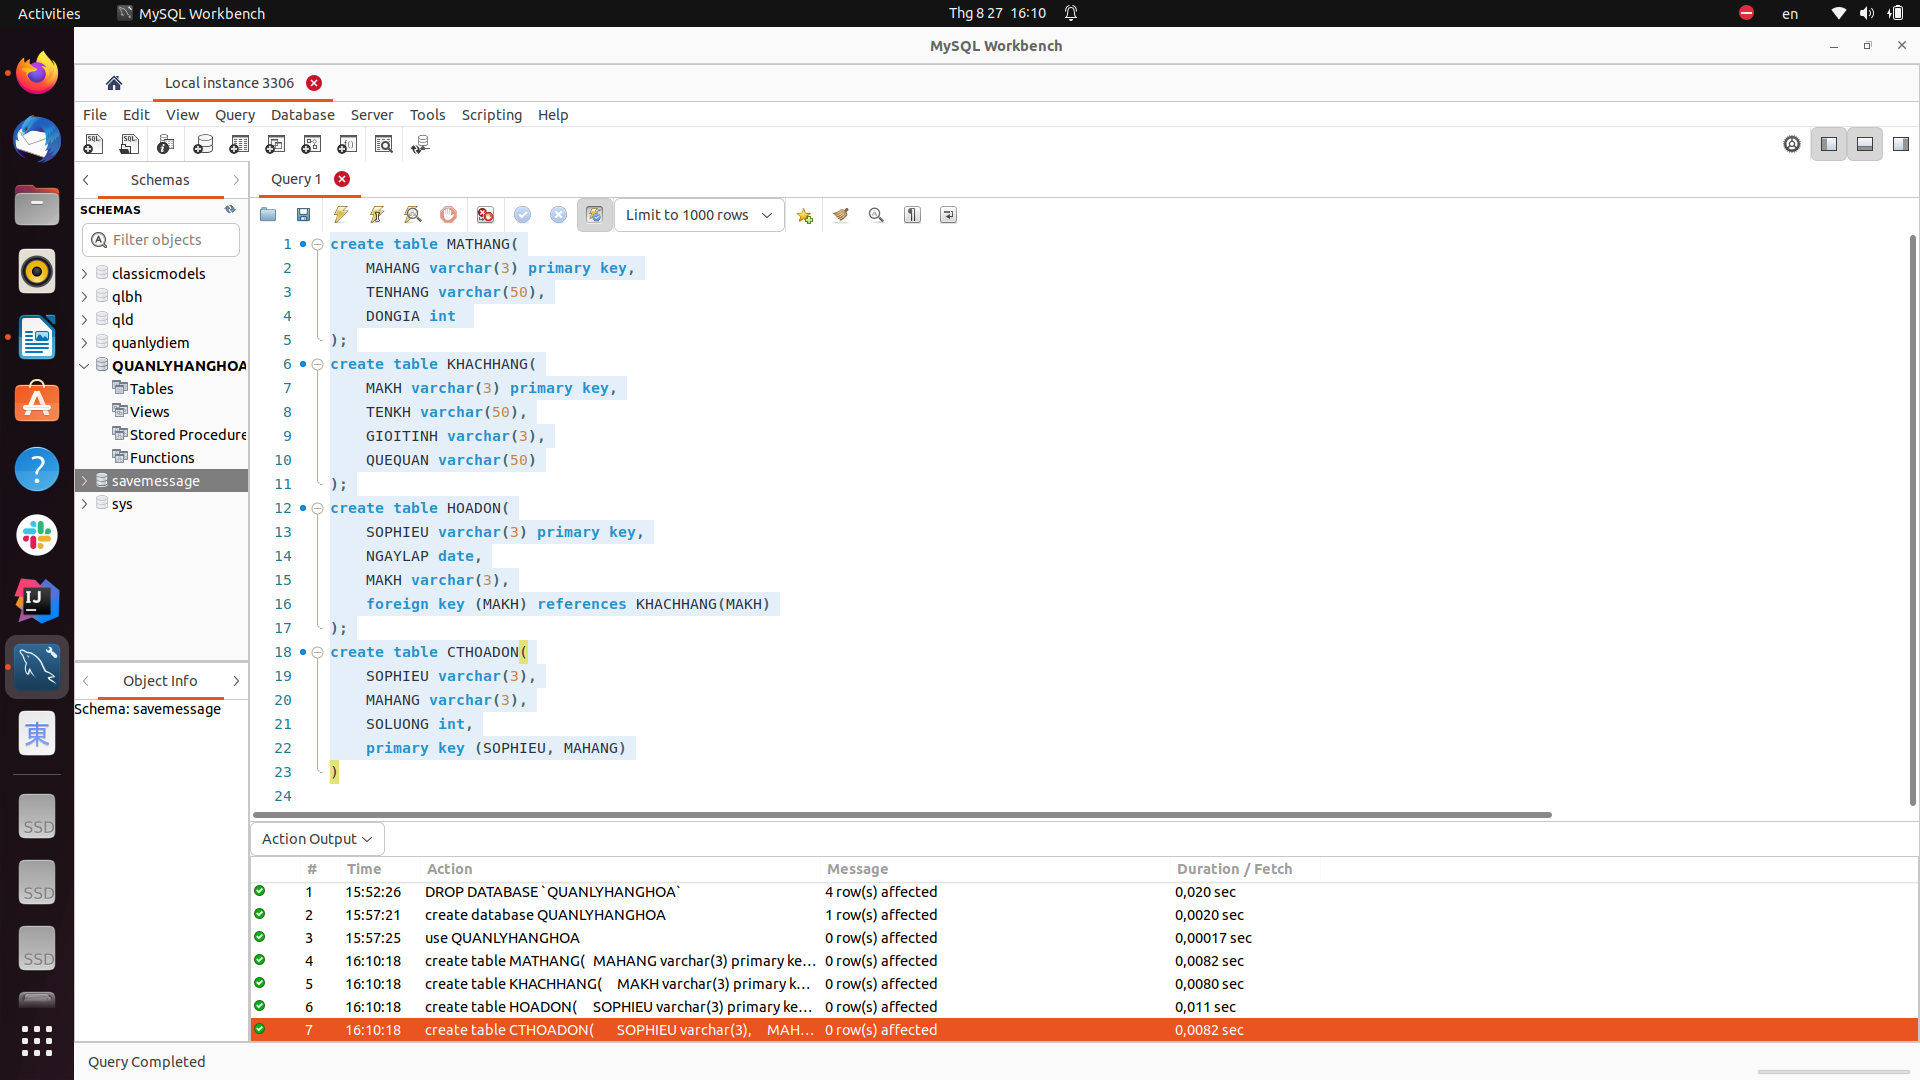 Activities MySQL Workbench Thg 8 27 16:10 en
MySQL Workbench
Local instance 3306
File Edit View Query Database Server Tools Scripting Help
Schemas
Query 1
SCHEMAS
Limit to 1000 rows
Filter objects
classicmodels
qlbh
qld
quanlydiem
QUANLYHANGHOA
Tables
Views
Stored Procedure
Functions
savemessage
sys
1 create table MATHANG(
2 MAHANG varchar(3) primary key,
3 TENHANG varchar(50),
4 DONGIA int
5 );
6 create table KHACHHANG(
7 MAKH varchar(3) primary key,
8 TENKH varchar(50),
9 GIOITINH varchar(3),
10 QUEQUAN varchar(50)
11 );
12 create table HOADON(
13 SOPHIEU varchar(3) primary key,
14 NGAYLAP date,
15 MAKH varchar(3),
16 foreign key (MAKH) references KHACHHANG(MAKH)
17 );
18 create table CTHOADON(
19 SOPHIEU varchar(3),
20 MAHANG varchar(3),
21 SOLUONG int,
22 primary key (SOPHIEU, MAHANG)
23 )
24
Object Info
Schema: savemessage
Action Output
# Time Action Message Duration / Fetch
1 15:52:26 DROP DATABASE `QUANLYHANGHOA` 4 row(s) affected 0,020 sec
2 15:57:21 create database QUANLYHANGHOA 1 row(s) affected 0,0020 sec
3 15:57:25 use QUANLYHANGHOA 0 row(s) affected 0,00017 sec
4 16:10:18 create table MATHANG( MAHANG varchar(3) primary ke... 0 row(s) affected 0,0082 sec
5 16:10:18 create table KHACHHANG( MAKH varchar(3) primary k... 0 row(s) affected 0,0080 sec
6 16:10:18 create table HOADON( SOPHIEU varchar(3) primary ke... 0 row(s) affected 0,011 sec
7 16:10:18 create table CTHOADON( SOPHIEU varchar(3), MAH... 0 row(s) affected 0,0082 sec
Query Completed
IJ
東
SSD
SSD
SSD